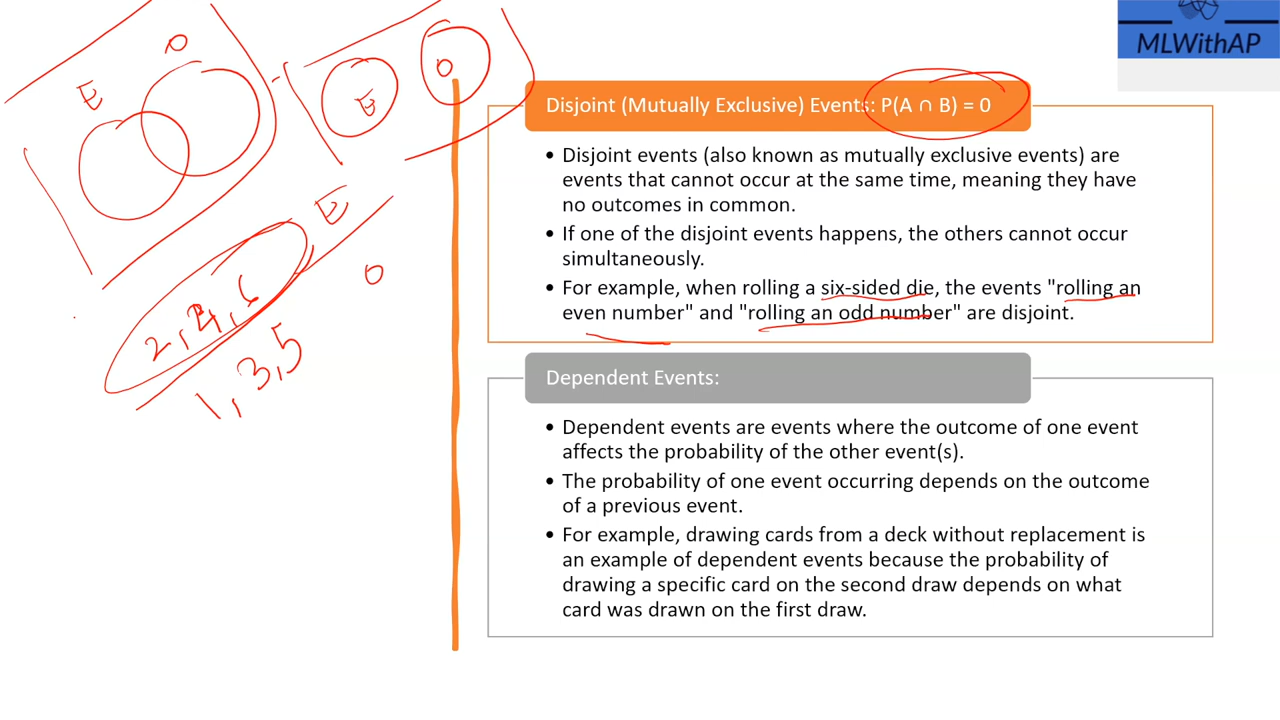 MLWithAP
E
O
E
O
E
O
2, 4, 6
1, 3, 5
Disjoint (Mutually Exclusive) Events: P(A ∩ B) = 0
• Disjoint events (also known as mutually exclusive events) are
events that cannot occur at the same time, meaning they have
no outcomes in common.
• If one of the disjoint events happens, the others cannot occur
simultaneously.
• For example, when rolling a six-sided die, the events "rolling an
even number" and "rolling an odd number" are disjoint.
Dependent Events:
• Dependent events are events where the outcome of one event
affects the probability of the other event(s).
• The probability of one event occurring depends on the outcome
of a previous event.
• For example, drawing cards from a deck without replacement is
an example of dependent events because the probability of
drawing a specific card on the second draw depends on what
card was drawn on the first draw.